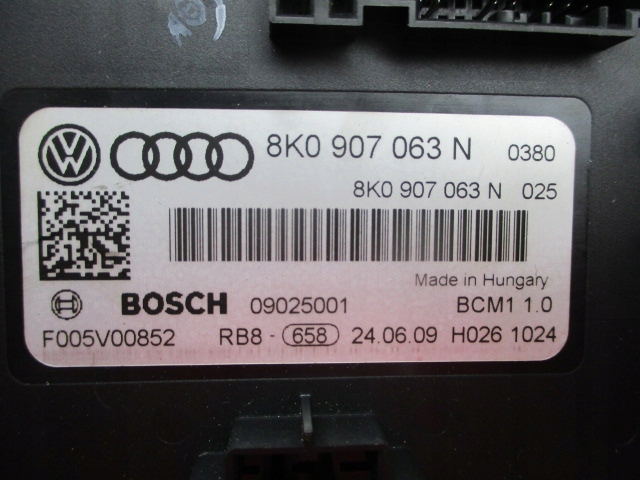 VW 8K0 907 063 N 0380
8K0 907 063 N 025
Made in Hungary
BOSCH 09025001 BCM1 1.0
F005V00852 RB8 - 658 24.06.09 H026 1024